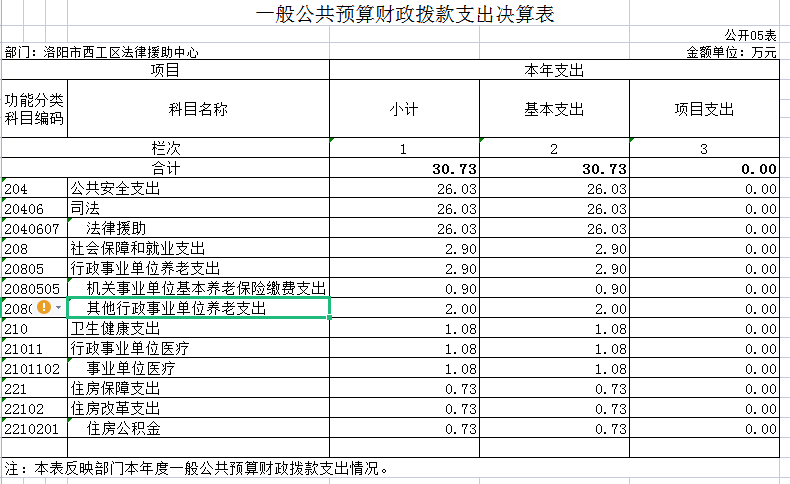 一般公共预算财政拨款支出决算表
公开05表
部门：洛阳市西工区法律援助中心 金额单位：万元
项目 本年支出
功能分类科目编码 科目名称 小计 基本支出 项目支出
栏次 1 2 3
合计 30.73 30.73 0.00
204 公共安全支出 26.03 26.03 0.00
20406 司法 26.03 26.03 0.00
2040607 法律援助 26.03 26.03 0.00
208 社会保障和就业支出 2.90 2.90 0.00
20805 行政事业单位养老支出 2.90 2.90 0.00
2080505 机关事业单位基本养老保险缴费支出 0.90 0.90 0.00
208 其他行政事业单位养老支出 2.00 2.00 0.00
210 卫生健康支出 1.08 1.08 0.00
21011 行政事业单位医疗 1.08 1.08 0.00
2101102 事业单位医疗 1.08 1.08 0.00
221 住房保障支出 0.73 0.73 0.00
22102 住房改革支出 0.73 0.73 0.00
2210201 住房公积金 0.73 0.73 0.00
注：本表反映部门本年度一般公共预算财政拨款支出情况。